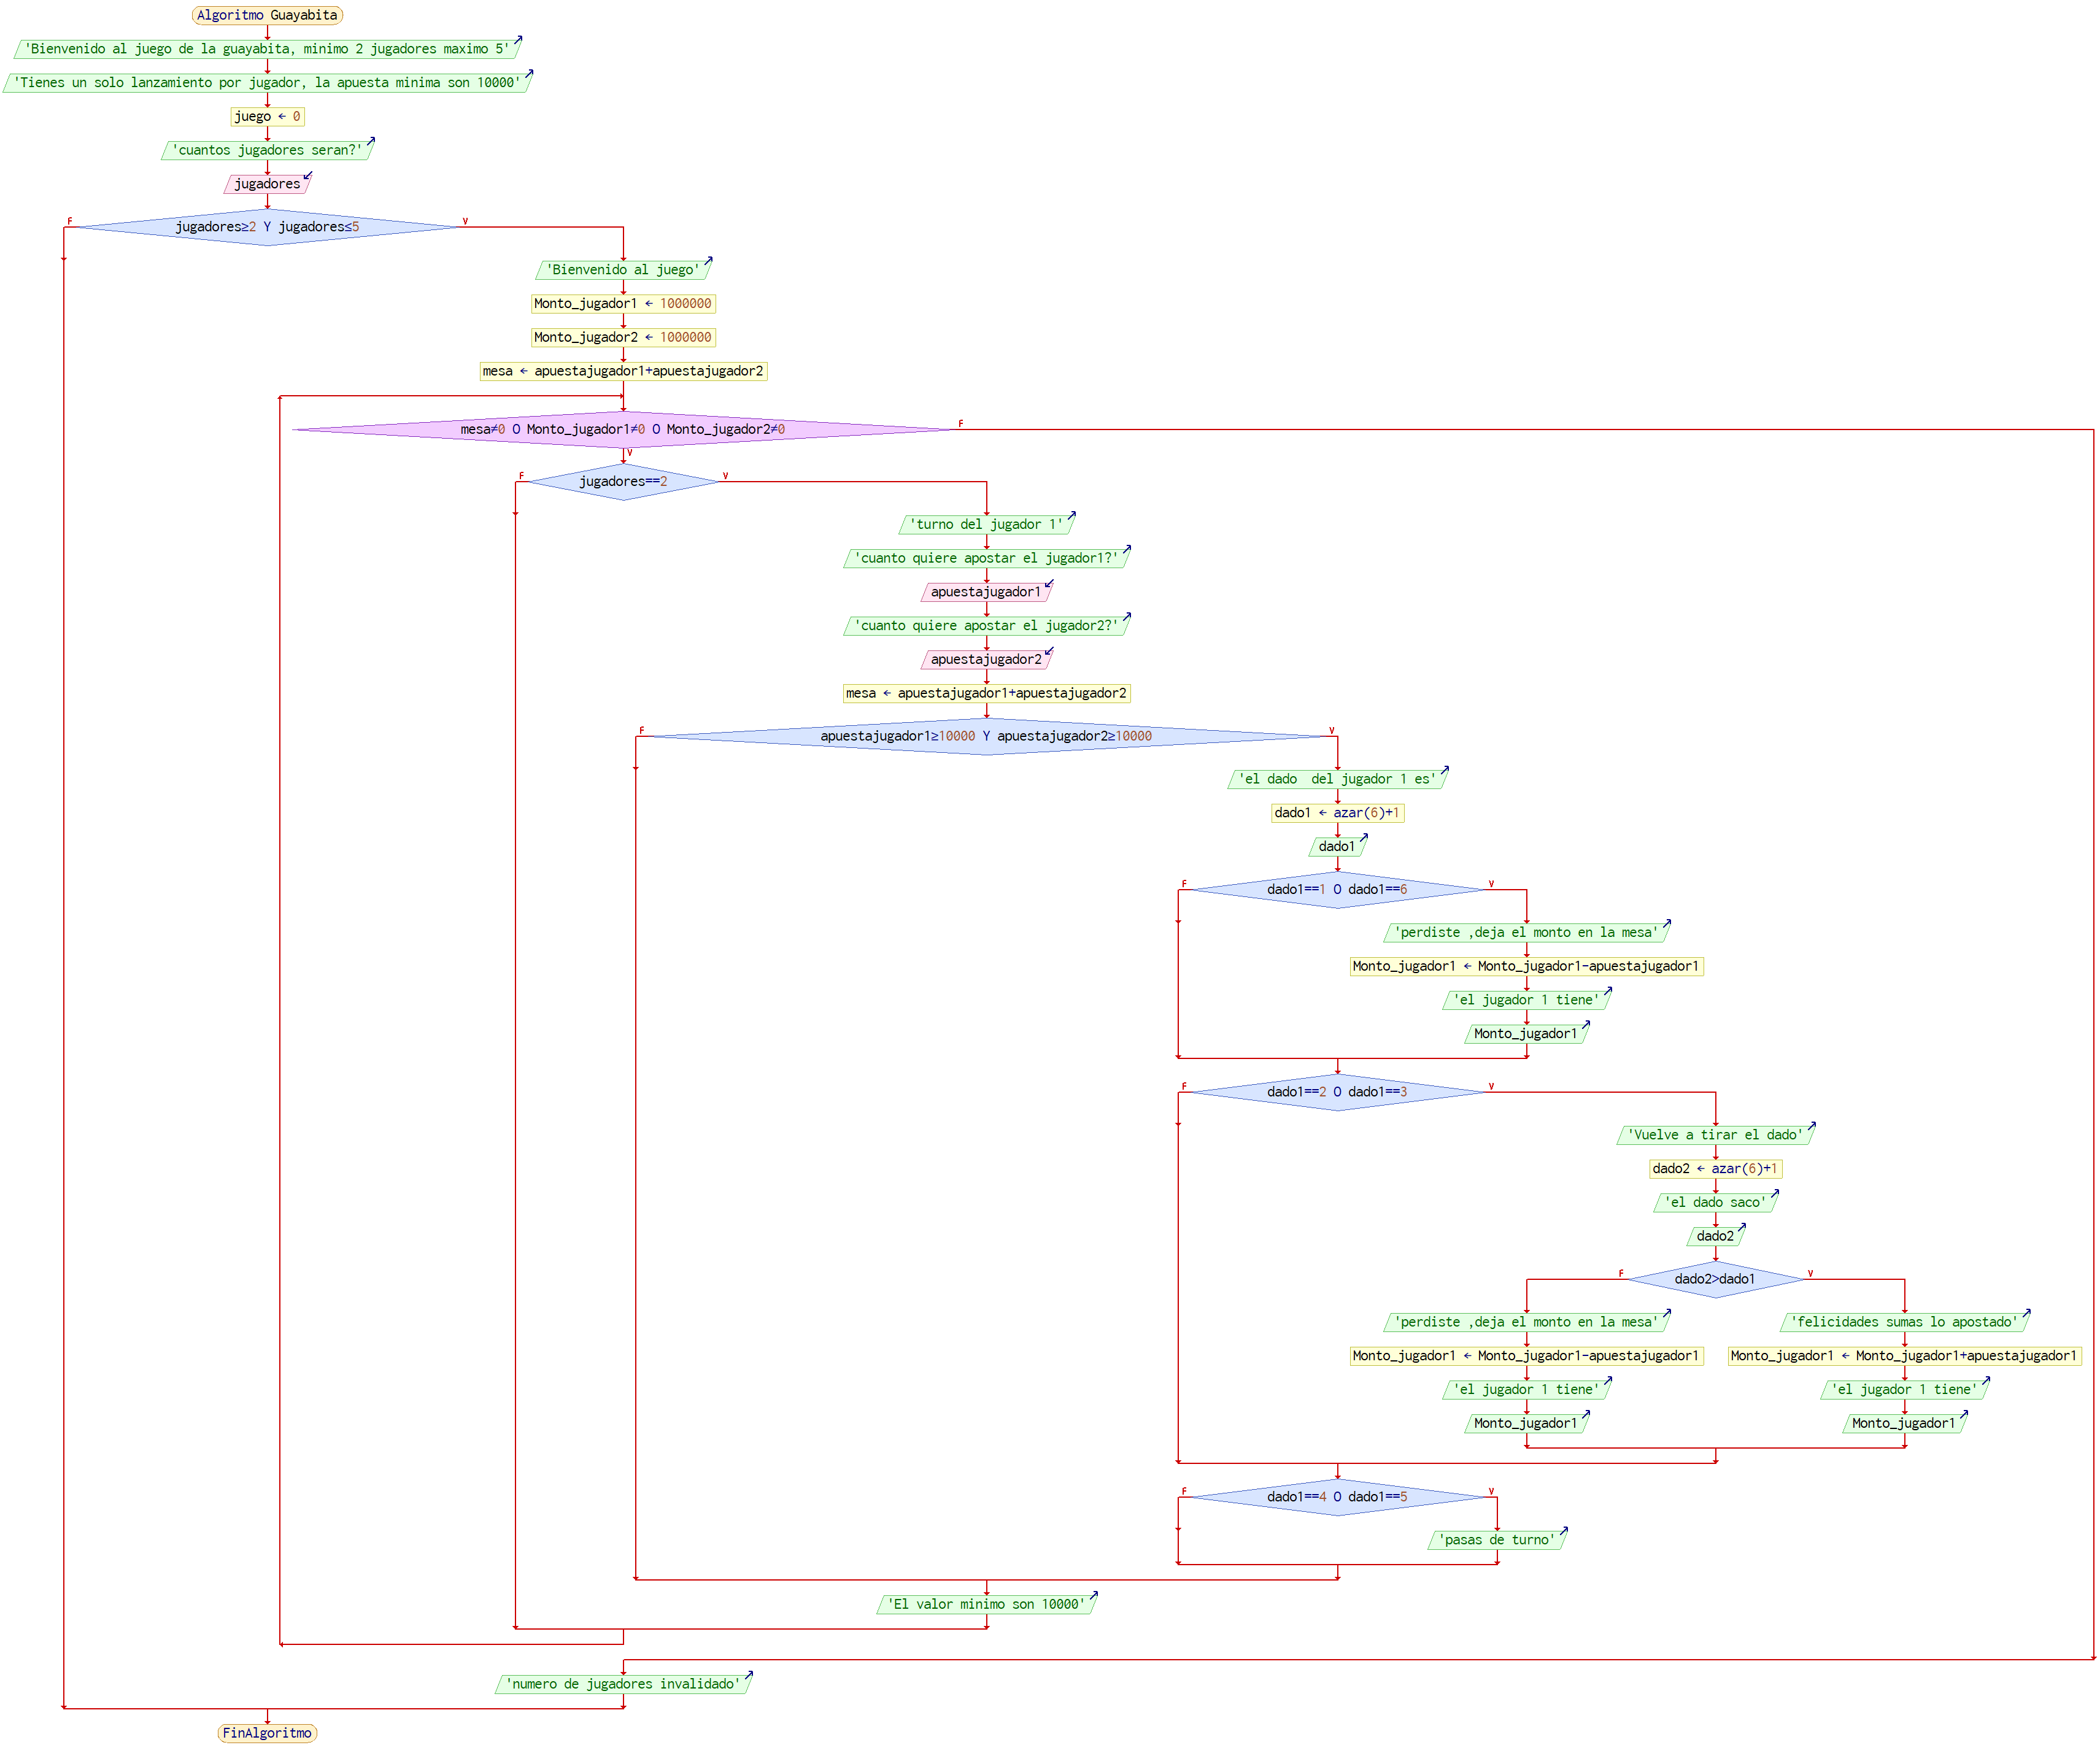 Algoritmo Guayabita
'Bienvenido al juego de la guayabita, minimo 2 jugadores maximo 5'
'Tienes un solo lanzamiento por jugador, la apuesta minima son 10000'
juego ← 0
'cuantos jugadores seran?'
jugadores
F
jugadores≥2 Y jugadores≤5
V
'Bienvenido al juego'
Monto_jugador1 ← 1000000
Monto_jugador2 ← 1000000
mesa ← apuestajugador1+apuestajugador2
mesa≠0 O Monto_jugador1≠0 O Monto_jugador2≠0
F
V
F
jugadores==2
V
'turno del jugador 1'
'cuanto quiere apostar el jugador1?'
apuestajugador1
'cuanto quiere apostar el jugador2?'
apuestajugador2
mesa ← apuestajugador1+apuestajugador2
F
apuestajugador1≥10000 Y apuestajugador2≥10000
V
'el dado  del jugador 1 es'
dado1 ← azar(6)+1
dado1
F
dado1==1 O dado1==6
V
'perdiste ,deja el monto en la mesa'
Monto_jugador1 ← Monto_jugador1-apuestajugador1
'el jugador 1 tiene'
Monto_jugador1
F
dado1==2 O dado1==3
V
'Vuelve a tirar el dado'
dado2 ← azar(6)+1
'el dado saco'
dado2
F
dado2>dado1
V
'perdiste ,deja el monto en la mesa'
'felicidades sumas lo apostado'
Monto_jugador1 ← Monto_jugador1-apuestajugador1
Monto_jugador1 ← Monto_jugador1+apuestajugador1
'el jugador 1 tiene'
'el jugador 1 tiene'
Monto_jugador1
Monto_jugador1
F
dado1==4 O dado1==5
V
'pasas de turno'
'El valor minimo son 10000'
'numero de jugadores invalidado'
FinAlgoritmo